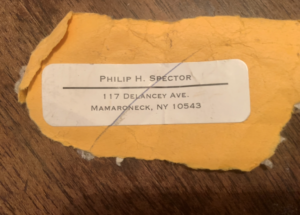 PHILIP H. SPECTOR
117 DELANCEY AVE.
MAMARONECK, NY 10543